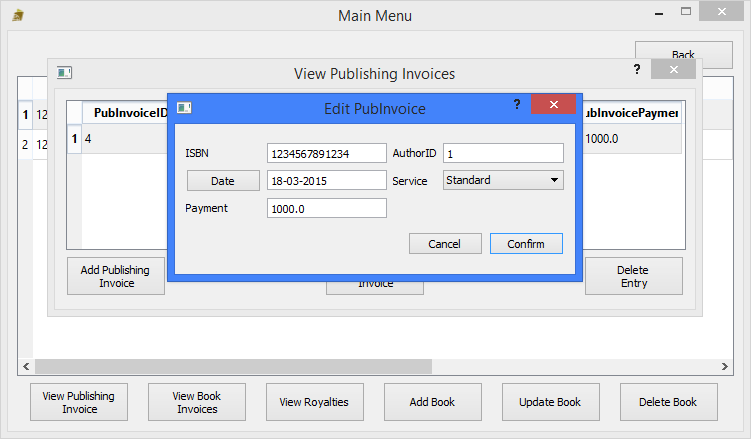 Main Menu
Back
View Publishing Invoices
?
PubInvoiceID
ubInvoicePaymen
1 12
2 12
1 4
1000.0
Edit PubInvoice
?
ISBN 1234567891234 AuthorID 1
Date 18-03-2015 Service Standard
Payment 1000.0
Cancel Confirm
Add Publishing
Invoice
Invoice
Delete
Entry
View Publishing
Invoice
View Book
Invoices
View Royalties
Add Book
Update Book
Delete Book